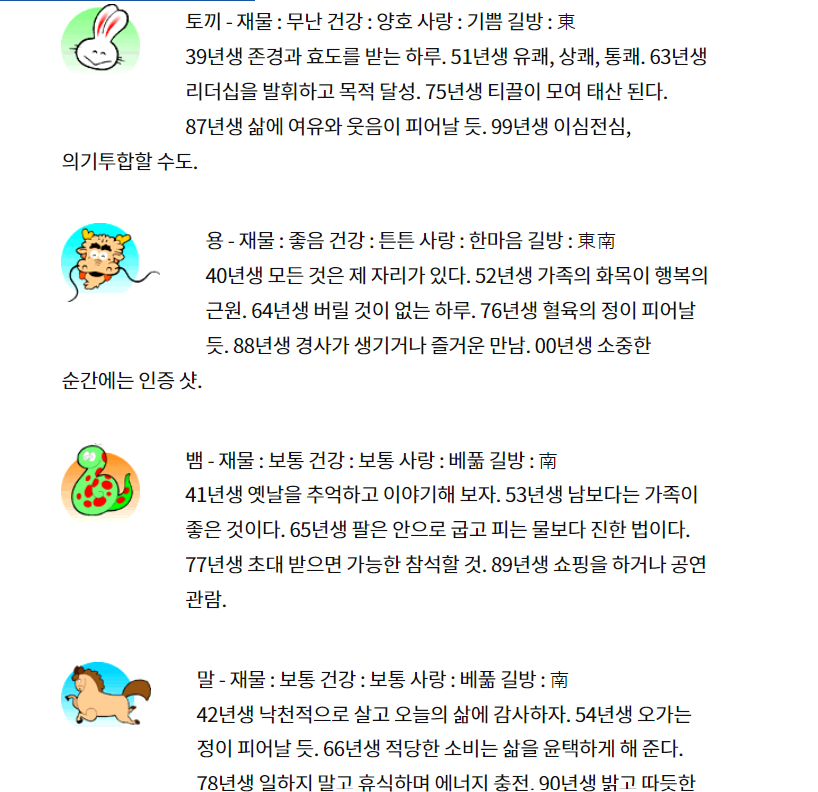 토끼 - 재물 : 무난 건강 : 양호 사랑 : 기쁨 길방 : 東
39년생 존경과 효도를 받는 하루. 51년생 유쾌, 상쾌, 통쾌. 63년생
리더십을 발휘하고 목적 달성. 75년생 티끌이 모여 태산 된다.
87년생 삶에 여유와 웃음이 피어날 듯. 99년생 이심전심,
의기투합할 수도.
용 - 재물 : 좋음 건강 : 튼튼 사랑 : 한마음 길방 : 東南
40년생 모든 것은 제 자리가 있다. 52년생 가족의 화목이 행복의
근원. 64년생 버릴 것이 없는 하루. 76년생 혈육의 정이 피어날
듯. 88년생 경사가 생기거나 즐거운 만남. 00년생 소중한
순간에는 인증 샷.
뱀 - 재물 : 보통 건강 : 보통 사랑 : 베풂 길방 : 南
41년생 옛날을 추억하고 이야기해 보자. 53년생 남보다는 가족이
좋은 것이다. 65년생 팔은 안으로 굽고 피는 물보다 진한 법이다.
77년생 초대 받으면 가능한 참석할 것. 89년생 쇼핑을 하거나 공연
관람.
말 - 재물 : 보통 건강 : 보통 사랑 : 베풂 길방 : 南
42년생 낙천적으로 살고 오늘의 삶에 감사하자. 54년생 오가는
정이 피어날 듯. 66년생 적당한 소비는 삶을 윤택하게 해 준다.
78년생 일하지 말고 휴식하며 에너지 충전. 90년생 밝고 따듯한